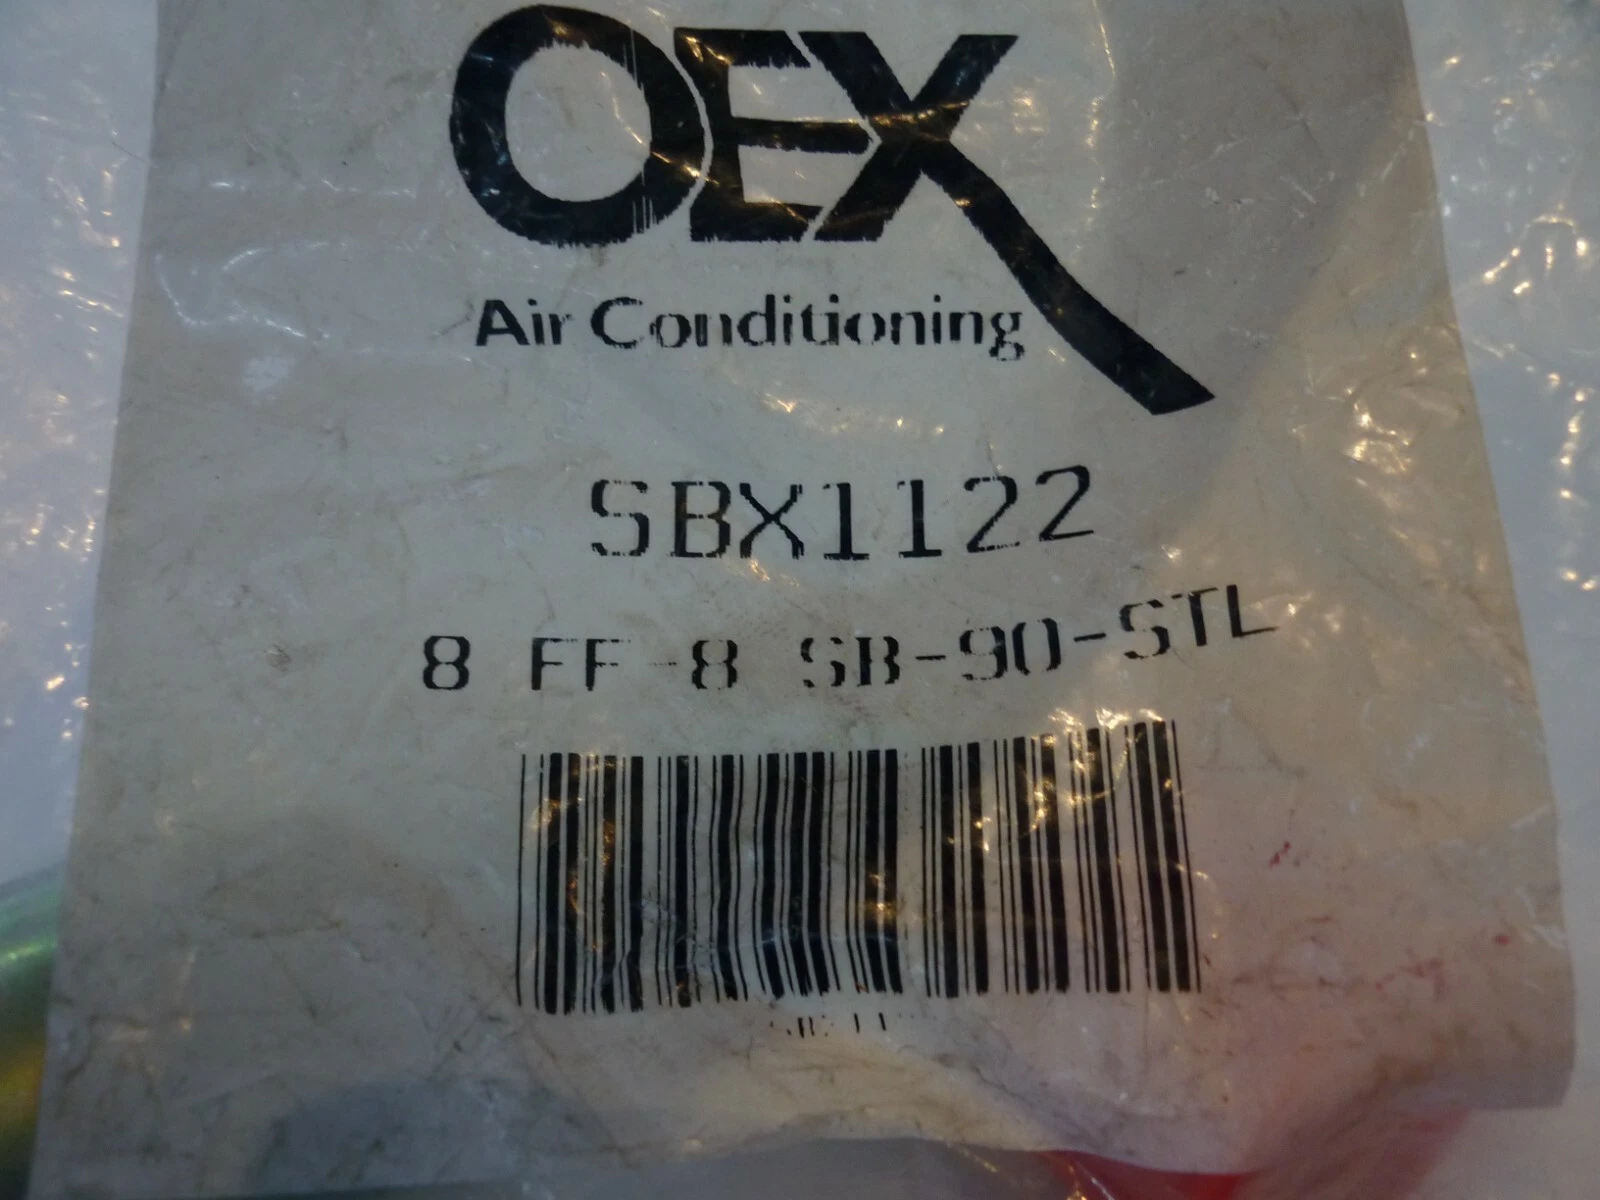 OEX
Air Conditioning
SBX1122
8 FF-8 SB-90-STL